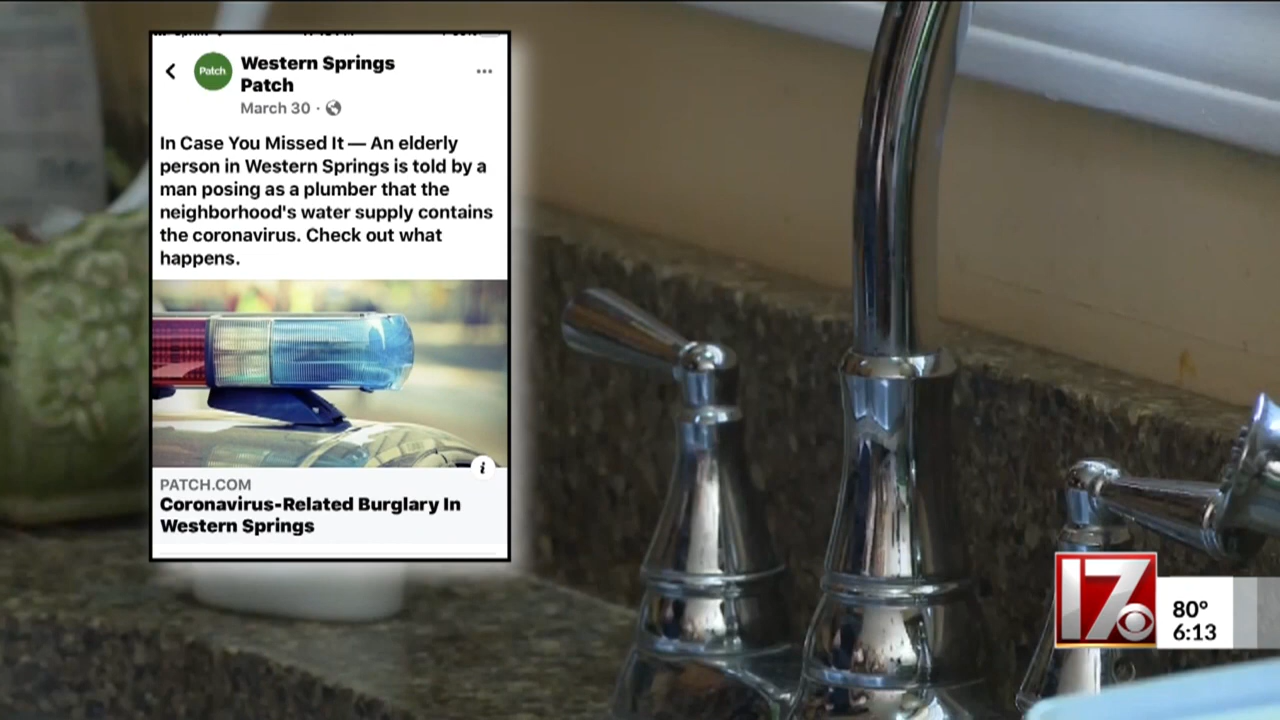 Western Springs
Patch
Patch
March 30 ·
In Case You Missed It — An elderly
person in Western Springs is told by a
man posing as a plumber that the
neighborhood's water supply contains
the coronavirus. Check out what
happens.
i
PATCH.COM
Coronavirus-Related Burglary In
Western Springs
17
80°
6:13